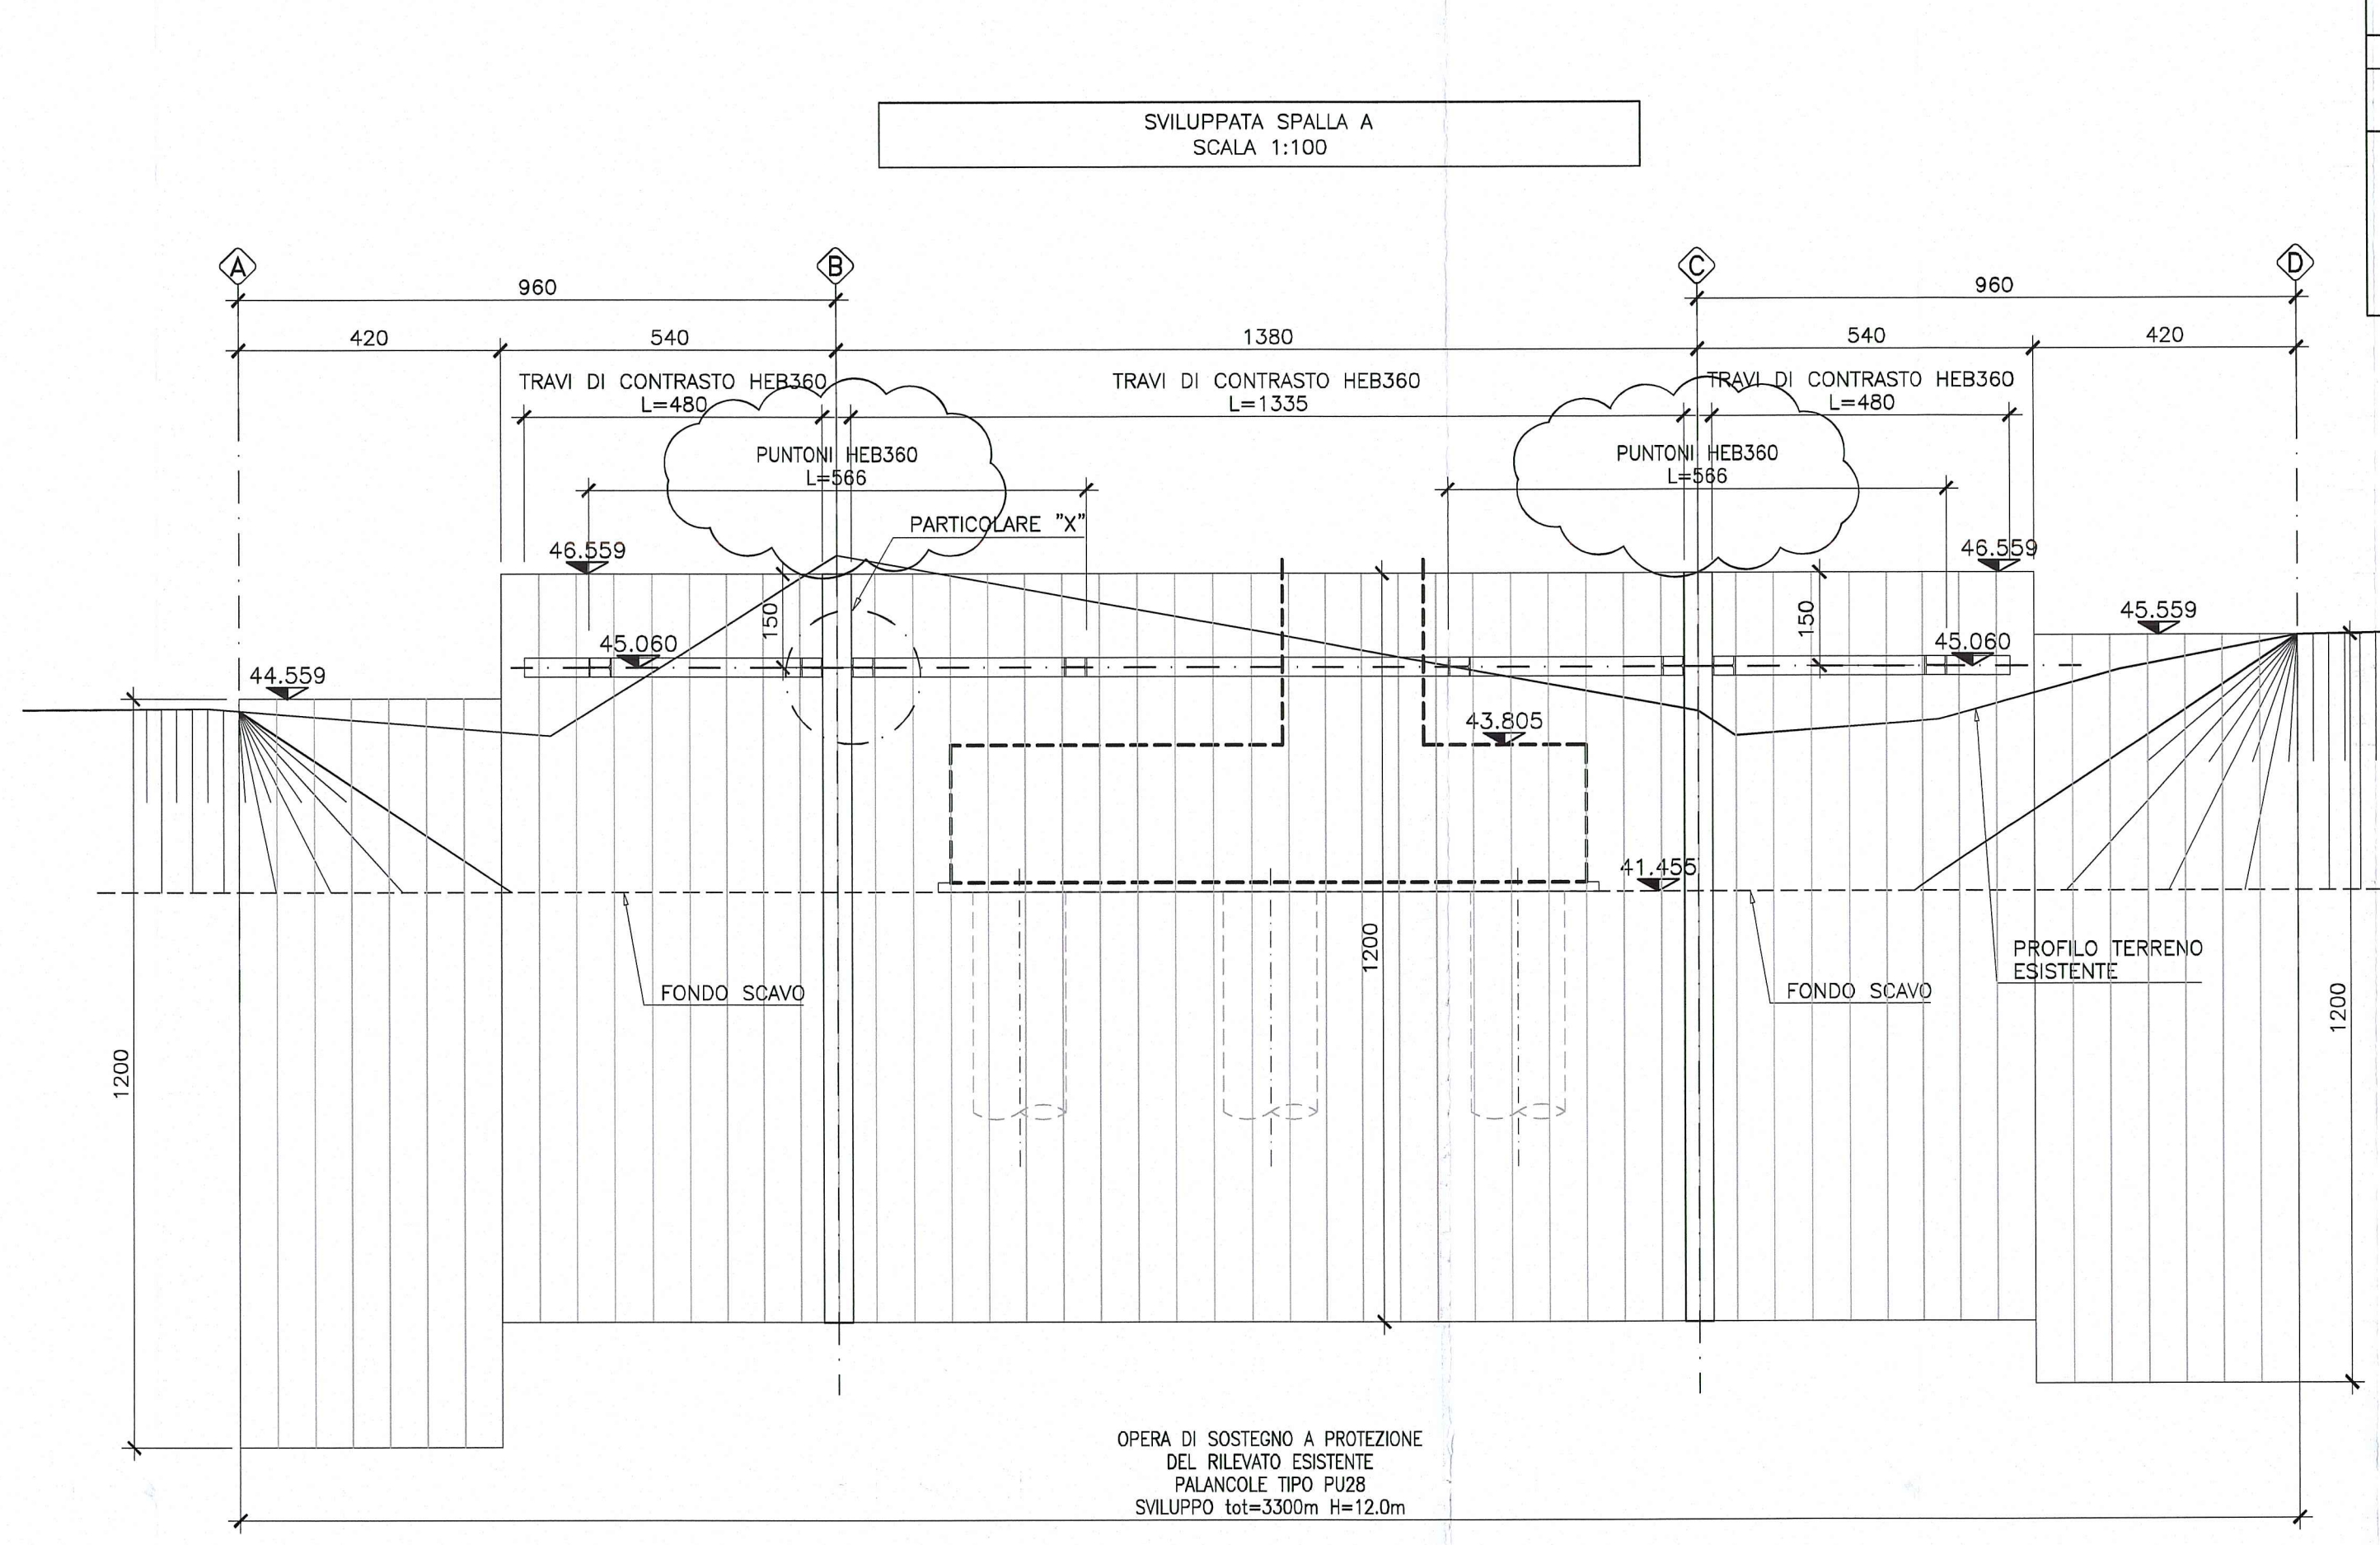 SVILUPPATA SPALLA A
SCALA 1:100
A
B
C
D
960
960
420
540
1380
540
420
TRAVI DI CONTRASTO HEB360
L=480
TRAVI DI CONTRASTO HEB360
L=1335
TRAVI DI CONTRASTO HEB360
L=480
PUNTONI HEB360
L=566
PUNTONI HEB360
L=566
PARTICOLARE "X"
46.559
46.559
150
150
45.559
45.060
45.060
44.559
43.805
41.455
1200
PROFILO TERRENO
ESISTENTE
FONDO SCAVO
FONDO SCAVO
1200
1200
OPERA DI SOSTEGNO A PROTEZIONE
DEL RILEVATO ESISTENTE
PALANCOLE TIPO PU28
SVILUPPO tot=3300m H=12.0m